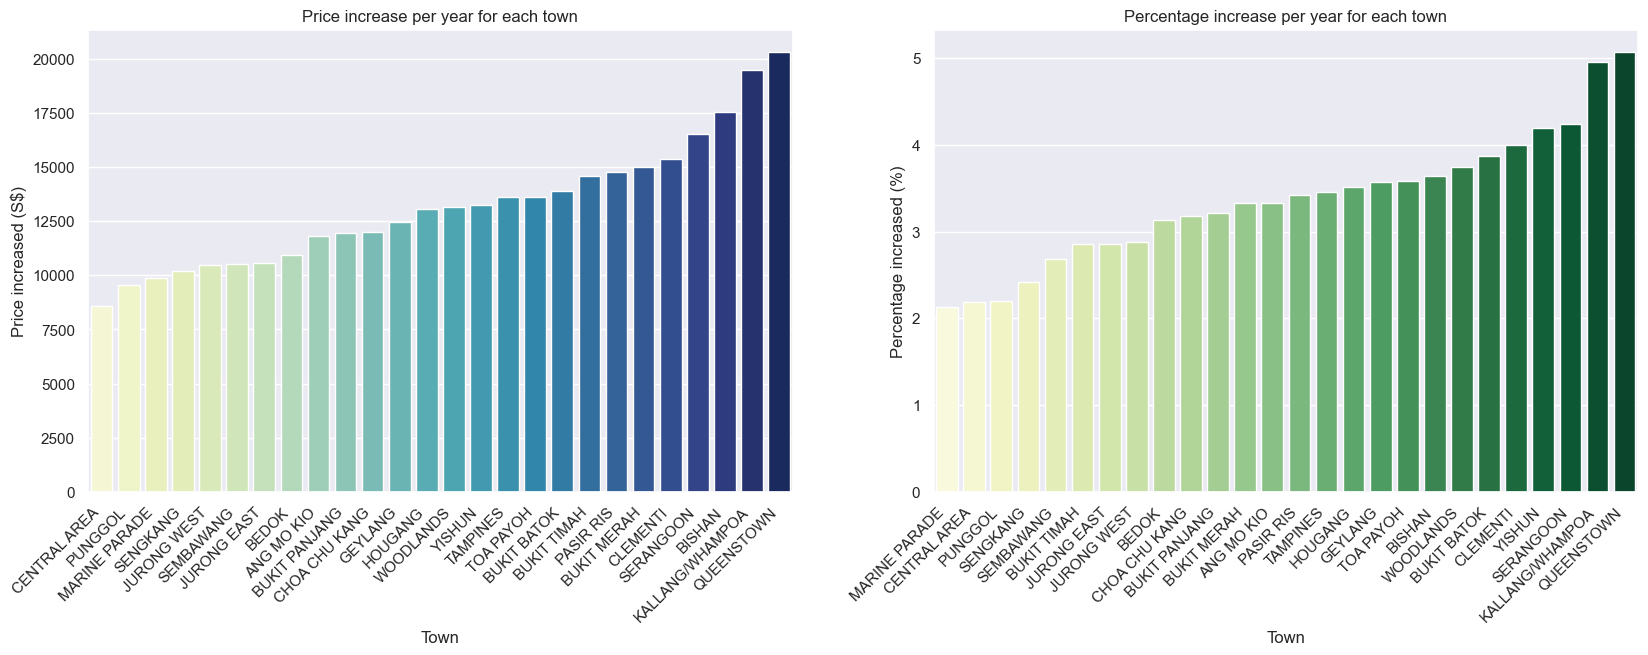 Price increase per year for each town
Price increased (S$)
20000
17500
15000
12500
10000
7500
5000
2500
0
CENTRAL AREA
PUNGGOL
MARINE PARADE
SENGKANG
JURONG WEST
SEMBAWANG
JURONG EAST
BEDOK
ANG MO KIO
BUKIT PANJANG
CHOA CHU KANG
GEYLANG
HOUGANG
WOODLANDS
YISHUN
TAMPINES
TOA PAYOH
BUKIT BATOK
BUKIT TIMAH
PASIR RIS
BUKIT MERAH
CLEMENTI
SERANGOON
BISHAN
KALLANG/WHAMPOA
QUEENSTOWN
Town
Percentage increase per year for each town
Percentage increased (%)
5
4
3
2
1
0
MARINE PARADE
CENTRAL AREA
PUNGGOL
SENGKANG
SEMBAWANG
BUKIT TIMAH
JURONG EAST
JURONG WEST
BEDOK
CHOA CHU KANG
BUKIT PANJANG
BUKIT MERAH
ANG MO KIO
PASIR RIS
TAMPINES
HOUGANG
GEYLANG
TOA PAYOH
BISHAN
WOODLANDS
BUKIT BATOK
CLEMENTI
YISHUN
SERANGOON
KALLANG/WHAMPOA
QUEENSTOWN
Town